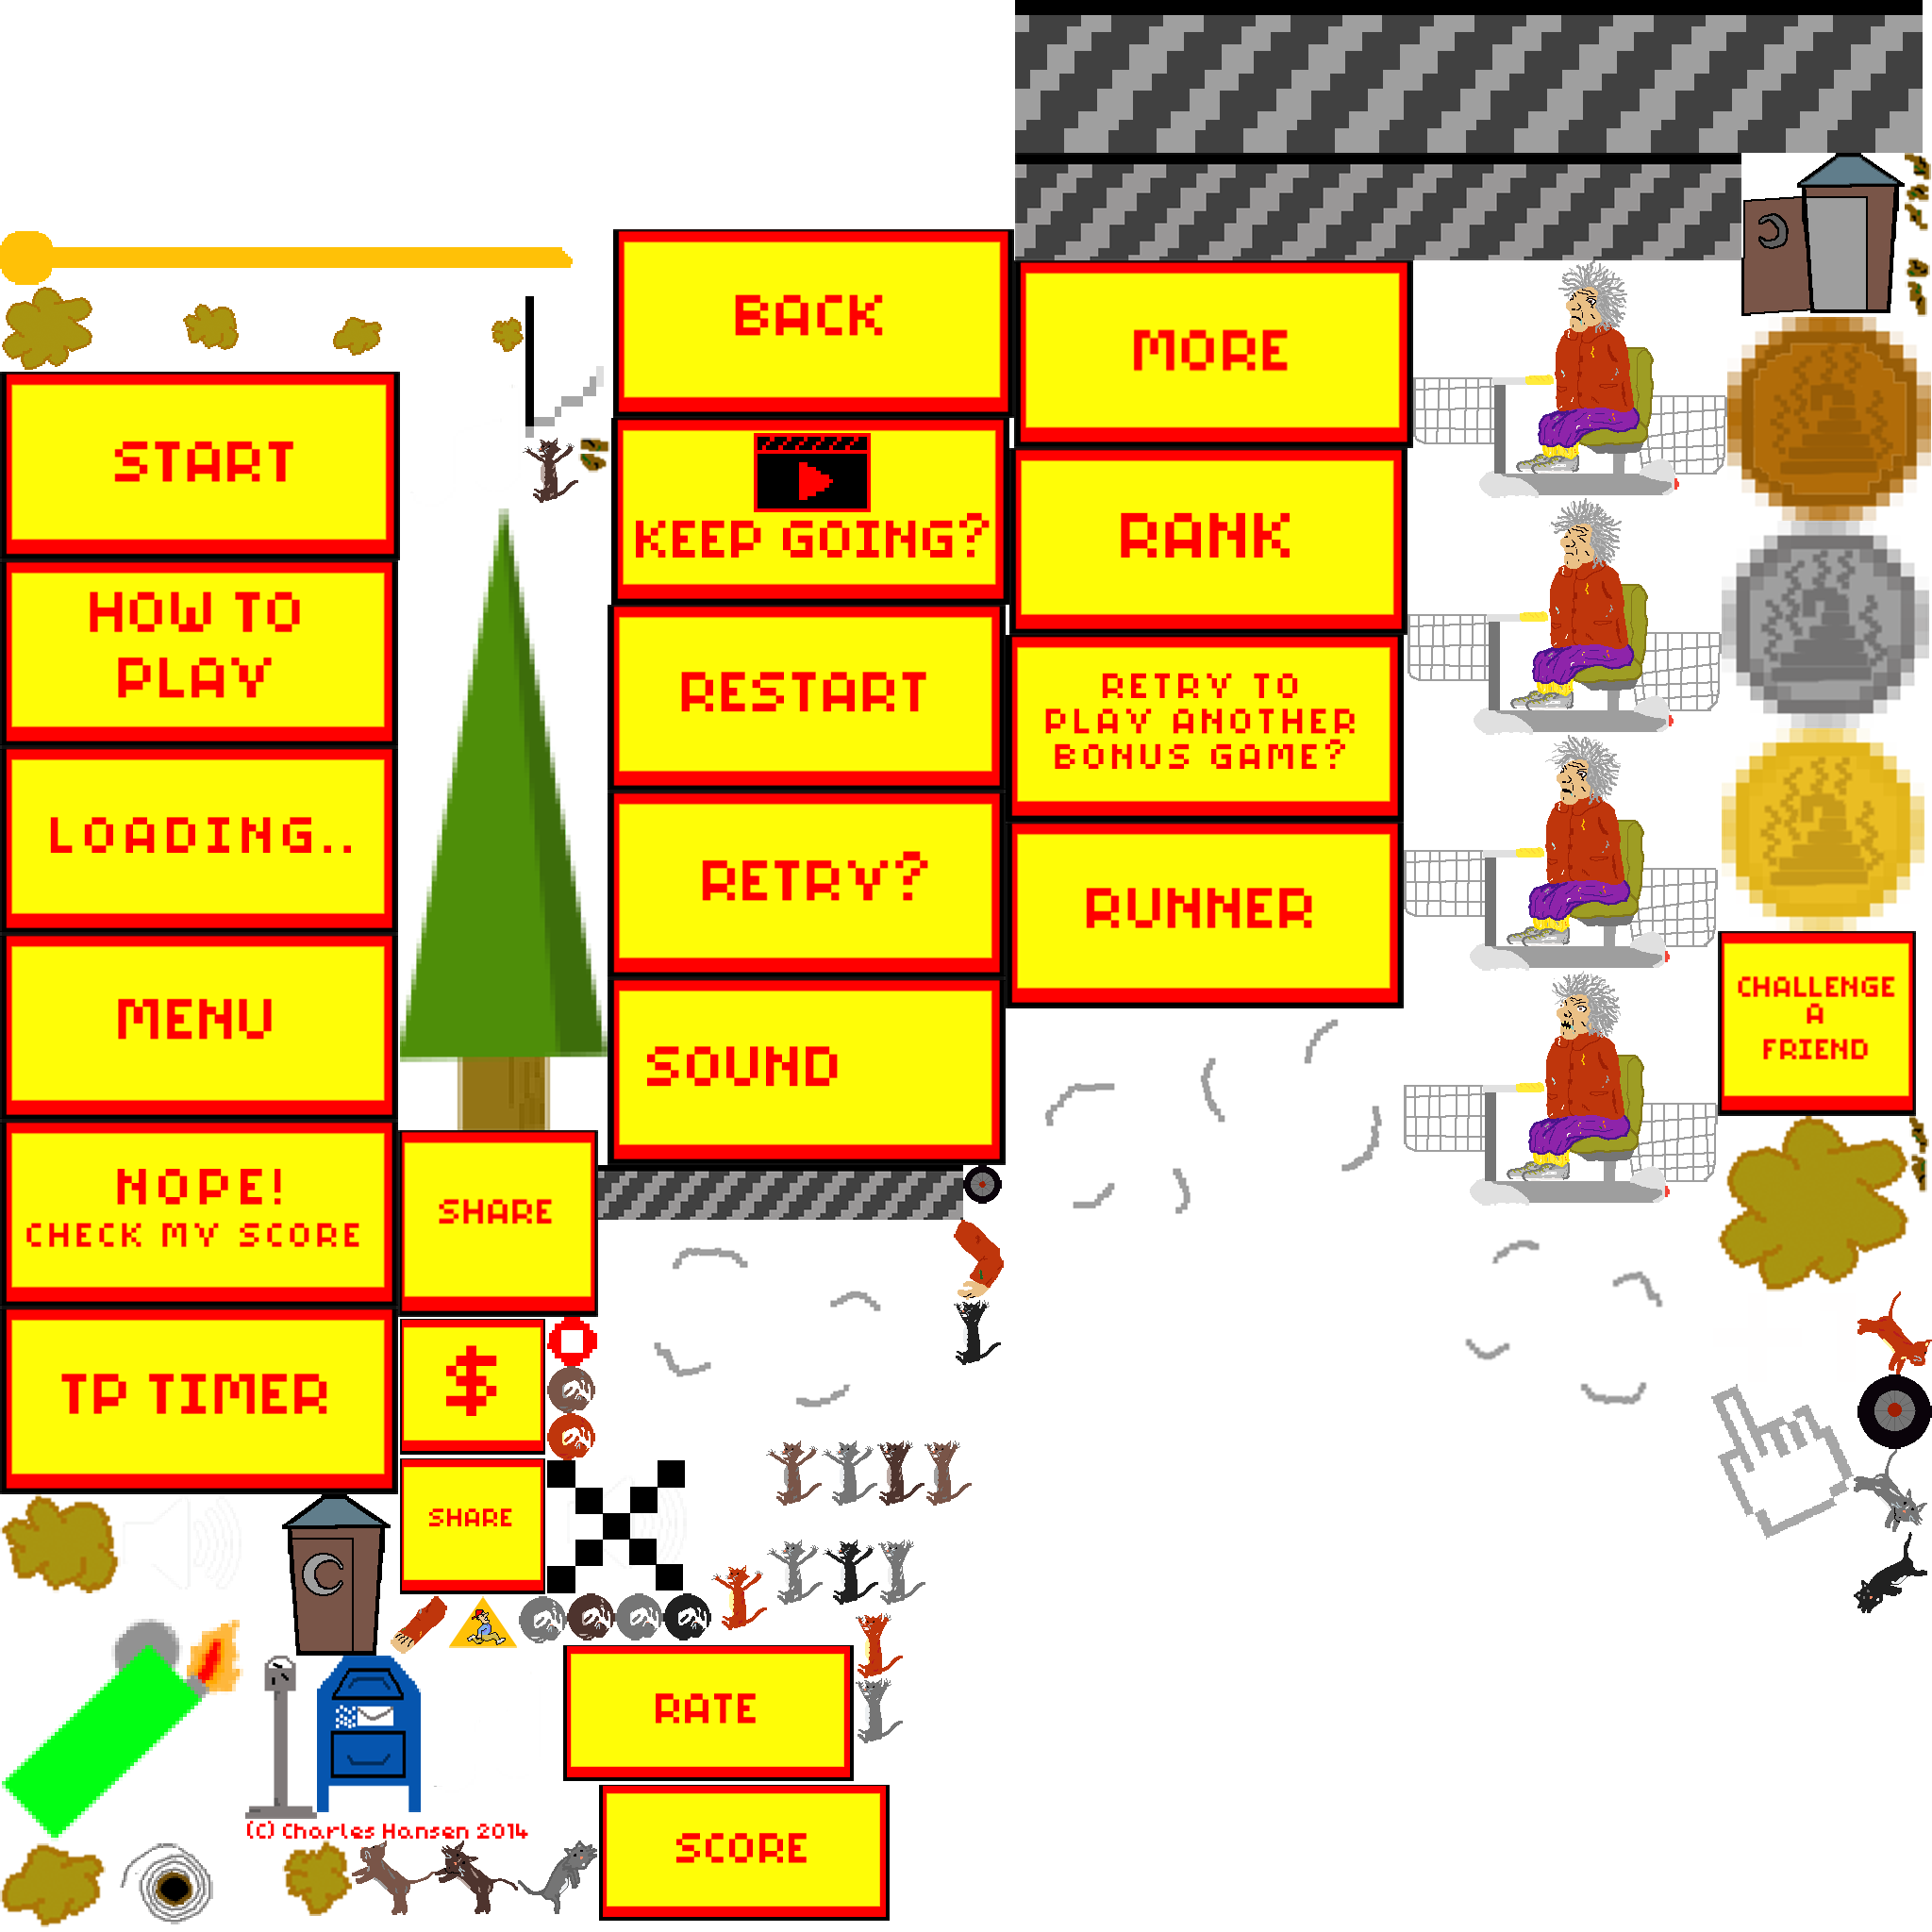 START
HOW TO
PLAY
LOADING..
MENU
NOPE!
CHECK MY SCORE
TP TIMER
SHARE
$
SHARE
(C) Charles Hansen 2014
BACK
KEEP GOING?
RESTART
RETRY?
SOUND
RATE
SCORE
MORE
RANK
RETRY TO
PLAY ANOTHER
BONUS GAME?
RUNNER
CHALLENGE
A
FRIEND